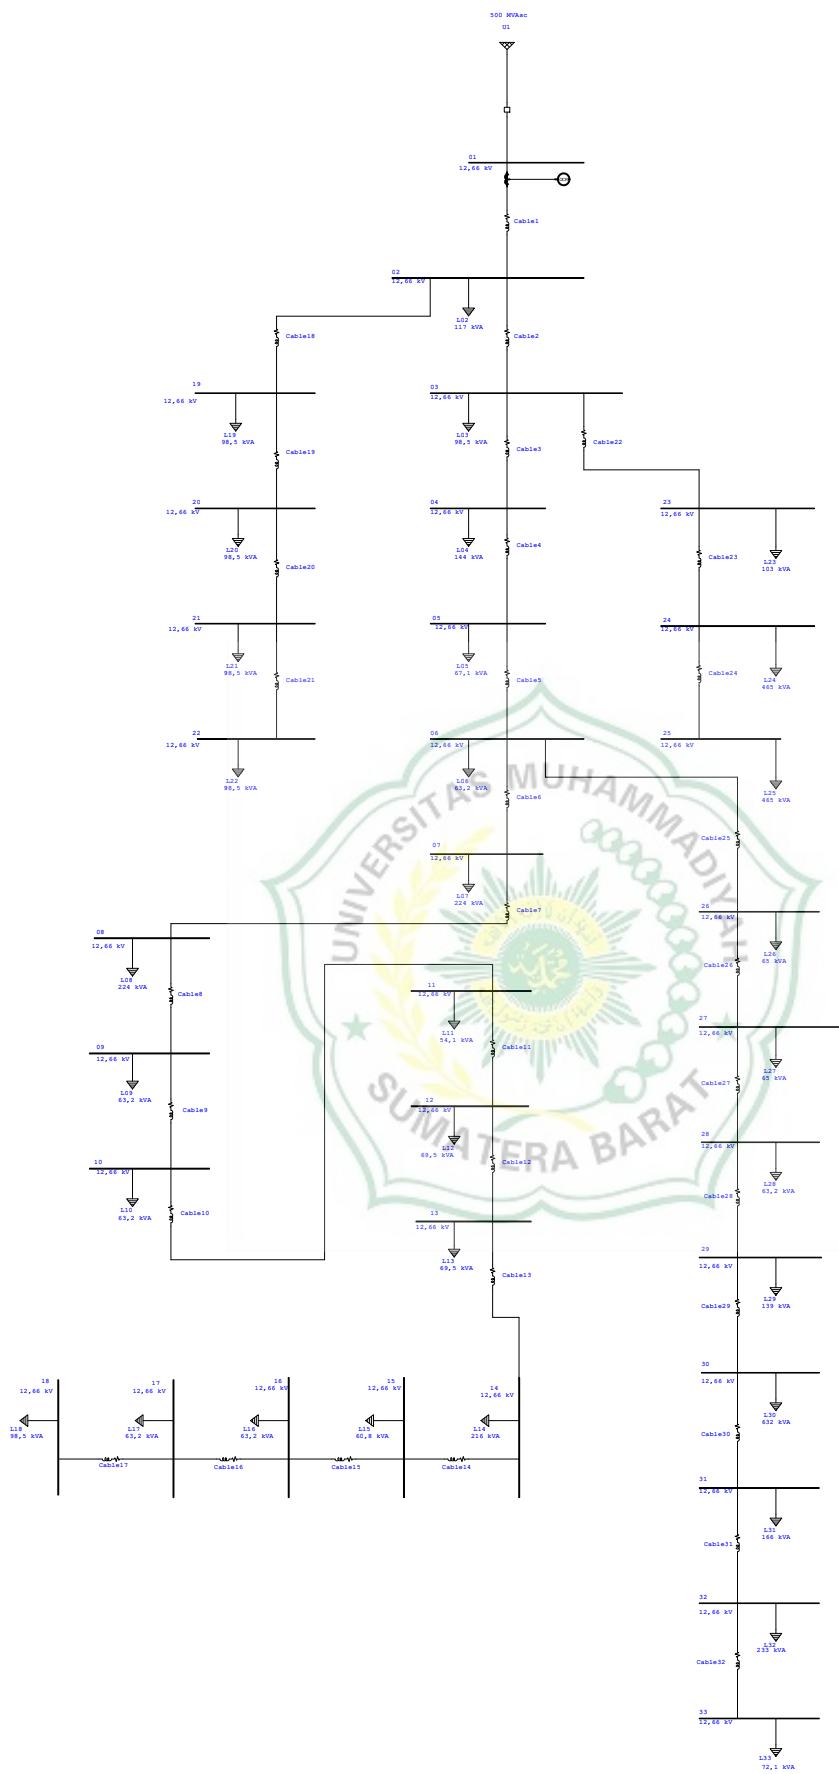 500 MVAsc
U1
01
12,66 kV
Cable1
02
12,66 kV
L02
117 kVA
Cable18
Cable2
19
12,66 kV
L19
98,5 kVA
03
12,66 kV
L03
98,5 kVA
Cable19
Cable3
Cable22
20
12,66 kV
L20
98,5 kVA
04
12,66 kV
L04
144 kVA
23
12,66 kV
L23
103 kVA
Cable20
Cable4
Cable23
21
12,66 kV
L21
98,5 kVA
05
12,66 kV
L05
67,1 kVA
24
12,66 kV
L24
465 kVA
Cable21
Cable5
Cable24
22
12,66 kV
L22
98,5 kVA
06
12,66 kV
L06
63,2 kVA
25
12,66 kV
L25
465 kVA
Cable6
Cable25
UNIVERSITAS MUHAMMADIYAH
SUMATERA BARAT
07
12,66 kV
L07
224 kVA
Cable7
26
12,66 kV
L26
65 kVA
08
12,66 kV
L08
224 kVA
Cable8
Cable26
11
12,66 kV
L11
54,1 kVA
Cable11
27
12,66 kV
L27
65 kVA
09
12,66 kV
L09
63,2 kVA
Cable9
Cable27
12
12,66 kV
L12
69,5 kVA
Cable12
28
12,66 kV
L28
63,2 kVA
10
12,66 kV
L10
63,2 kVA
Cable10
Cable28
13
12,66 kV
L13
69,5 kVA
Cable13
29
12,66 kV
L29
139 kVA
Cable29
18
12,66 kV
L18
98,5 kVA
Cable17
17
12,66 kV
L17
63,2 kVA
Cable16
16
12,66 kV
L16
63,2 kVA
Cable15
15
12,66 kV
L15
60,8 kVA
Cable14
14
12,66 kV
L14
216 kVA
30
12,66 kV
L30
632 kVA
Cable30
31
12,66 kV
L31
166 kVA
Cable31
32
12,66 kV
L32
233 kVA
Cable32
33
12,66 kV
L33
72,1 kVA